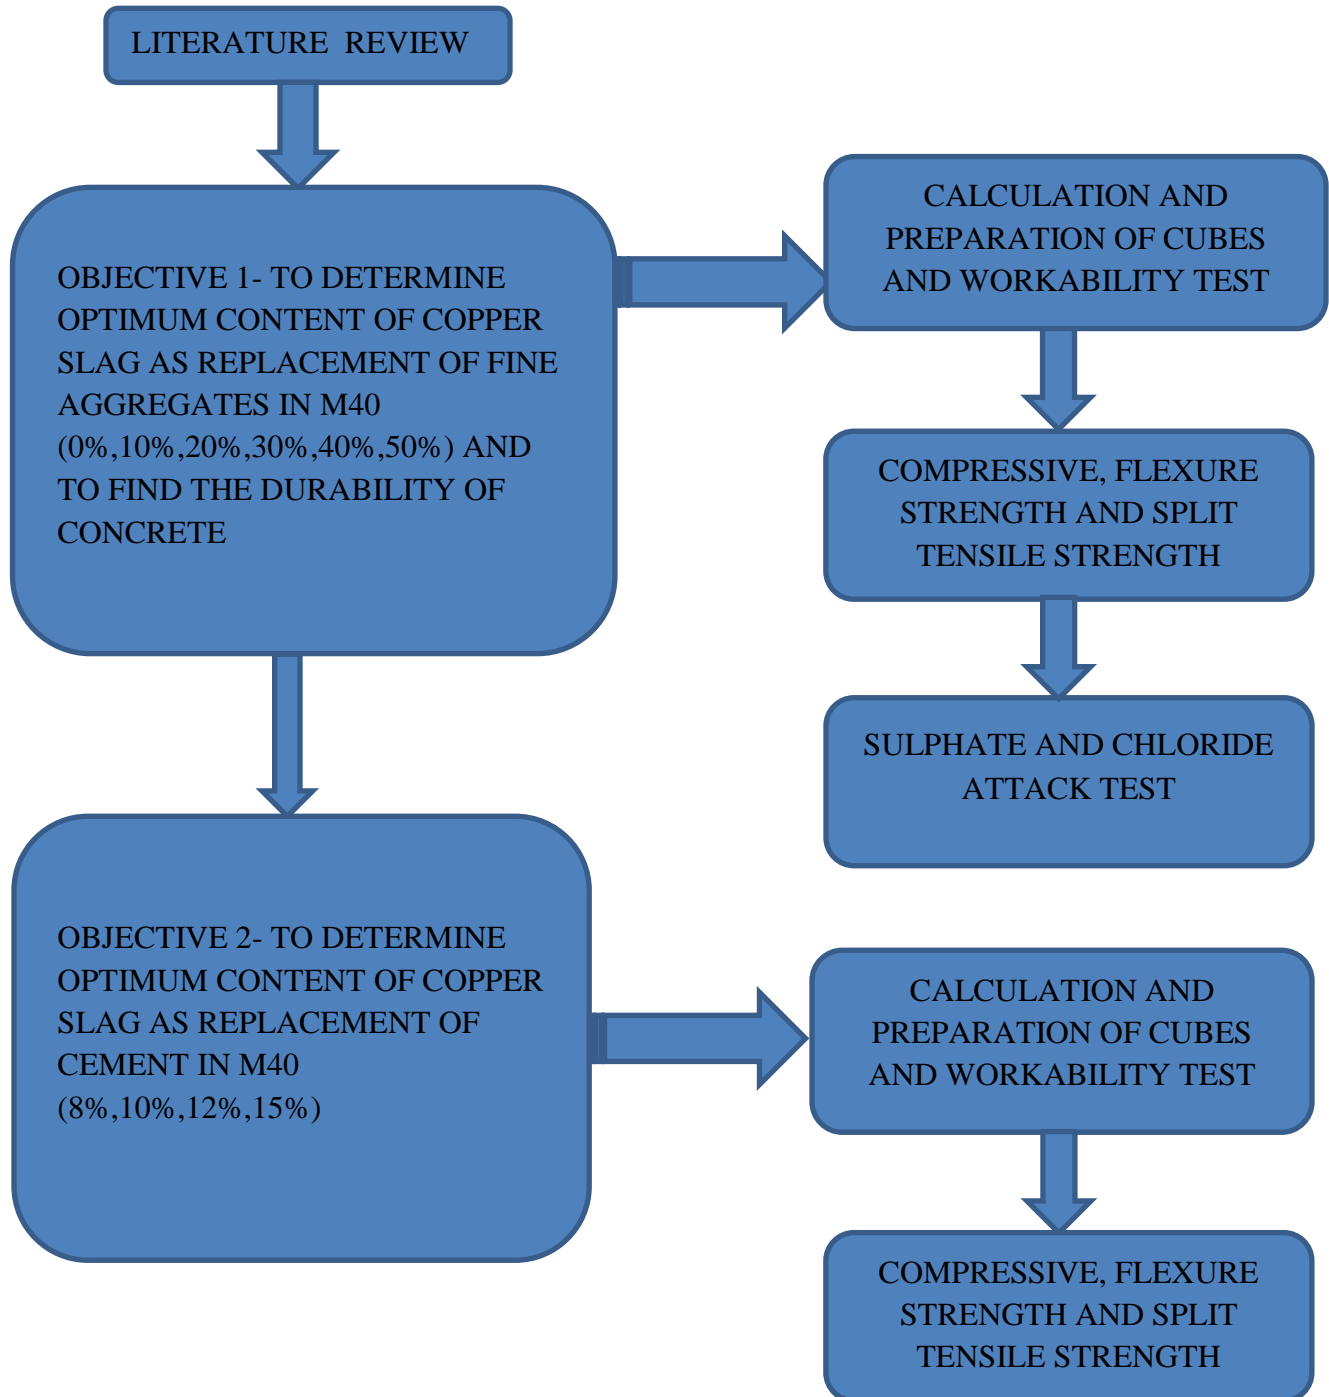 LITERATURE REVIEW
OBJECTIVE 1- TO DETERMINE
OPTIMUM CONTENT OF COPPER
SLAG AS REPLACEMENT OF FINE
AGGREGATES IN M40
(0%,10%,20%,30%,40%,50%) AND
TO FIND THE DURABILITY OF
CONCRETE
CALCULATION AND
PREPARATION OF CUBES
AND WORKABILITY TEST
COMPRESSIVE, FLEXURE
STRENGTH AND SPLIT
TENSILE STRENGTH
SULPHATE AND CHLORIDE
ATTACK TEST
OBJECTIVE 2- TO DETERMINE
OPTIMUM CONTENT OF COPPER
SLAG AS REPLACEMENT OF
CEMENT IN M40
(8%,10%,12%,15%)
CALCULATION AND
PREPARATION OF CUBES
AND WORKABILITY TEST
COMPRESSIVE, FLEXURE
STRENGTH AND SPLIT
TENSILE STRENGTH